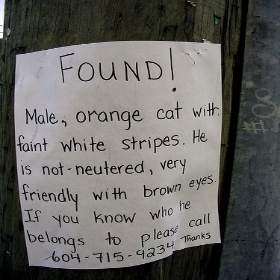 FOUND!
Male, orange cat with
faint white stripes. He
is not-neutered, very
friendly with brown eyes.
If you know who he
belongs to please call
604-715-9234 Thanks